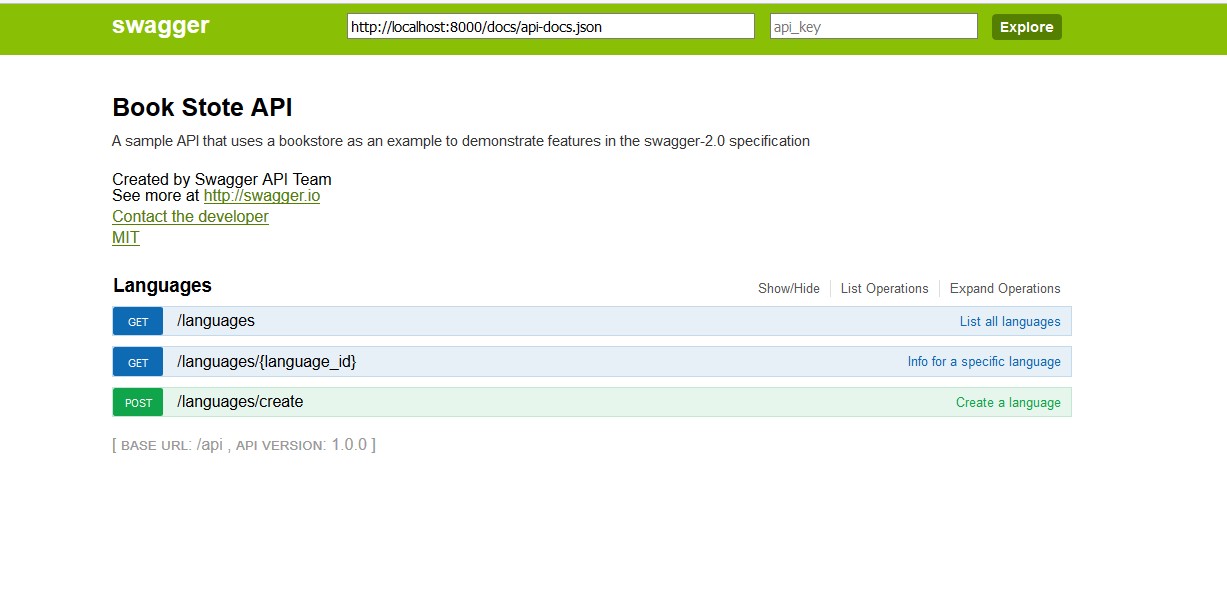 swagger http://localhost:8000/docs/api-docs.json api_key Explore
Book Stote API
A sample API that uses a bookstore as an example to demonstrate features in the swagger-2.0 specification
Created by Swagger API Team
See more at http://swagger.io
Contact the developer
MIT
Languages Show/Hide List Operations Expand Operations
GET /languages List all languages
GET /languages/{language_id} Info for a specific language
POST /languages/create Create a language
[ BASE URL: /api , API VERSION: 1.0.0 ]